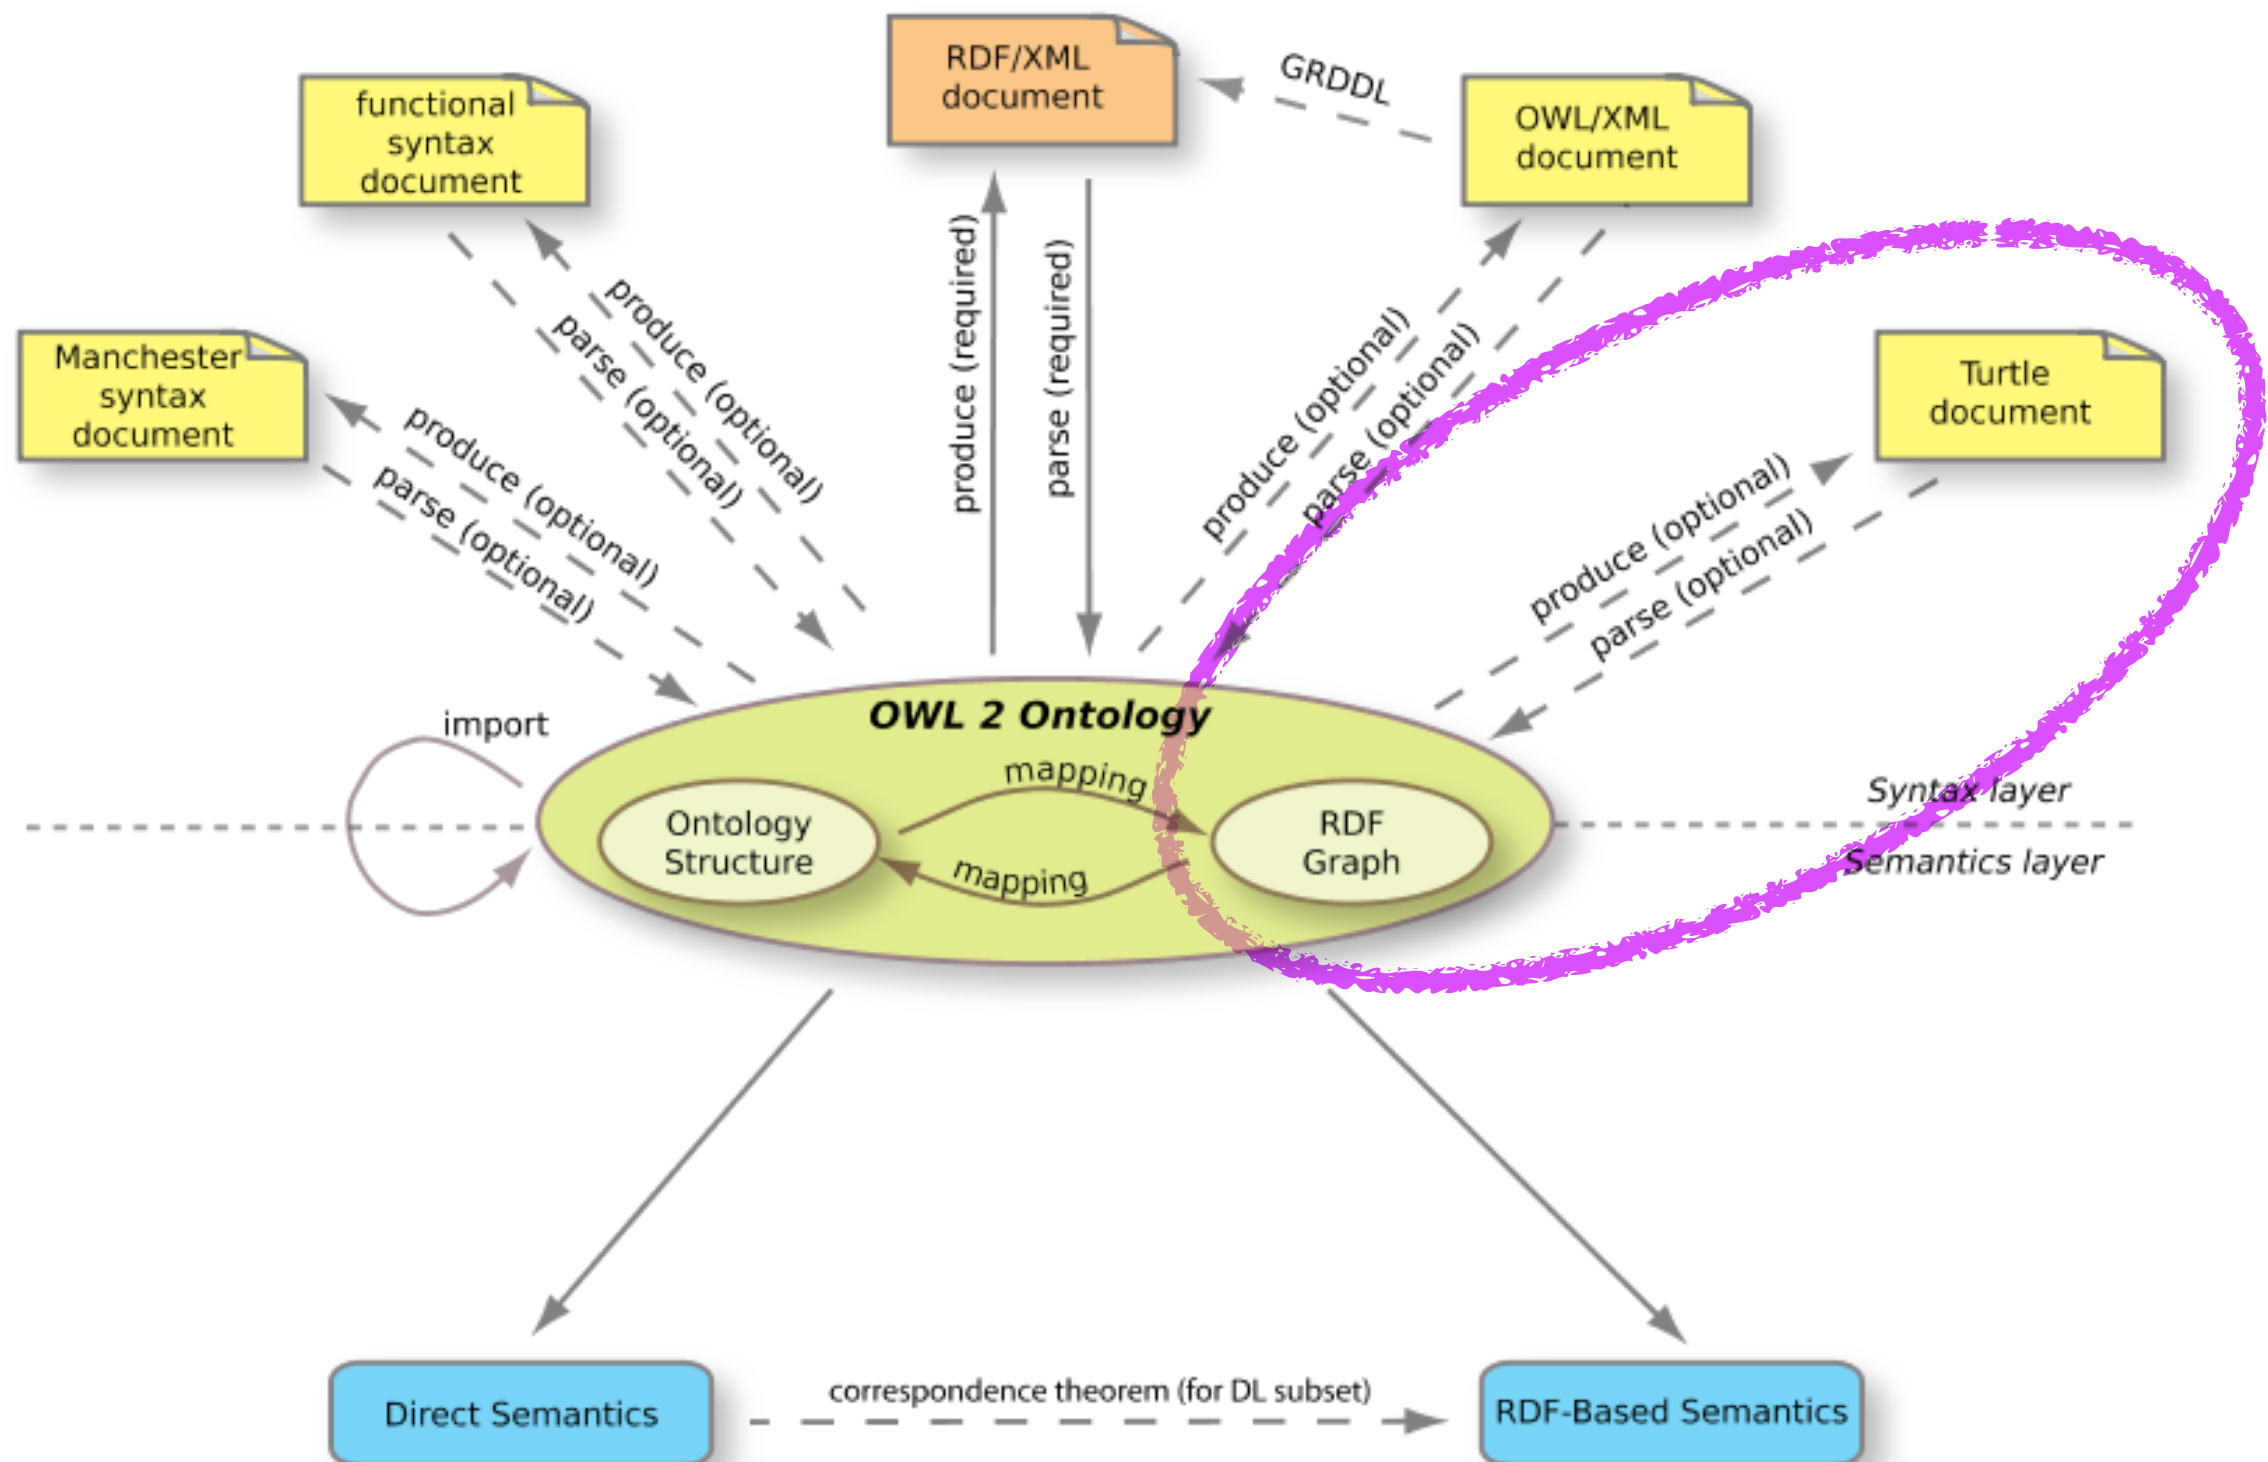 RDF/XML
document
GRDDL
functional
syntax
document
OWL/XML
document
Manchester
syntax
document
Turtle
document
produce (optional)
parse (optional)
produce (optional)
parse (optional)
produce (required)
parse (required)
produce (optional)
parse (optional)
produce (optional)
parse (optional)
import
OWL 2 Ontology
mapping
Ontology
Structure
RDF
Graph
mapping
Syntax layer
Semantics layer
correspondence theorem (for DL subset)
Direct Semantics
RDF-Based Semantics